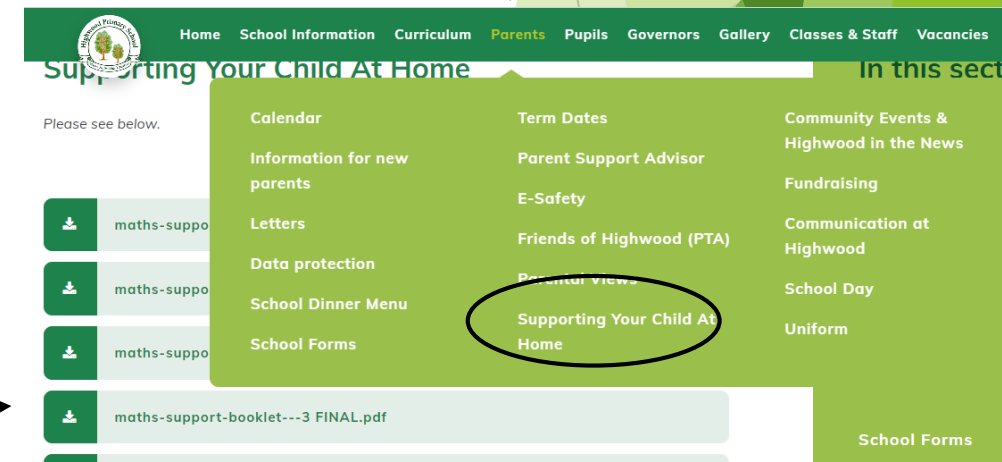 Highwood Primary School
Home School Information Curriculum Parents Pupils Governors Gallery Classes & Staff Vacancies
Supporting Your Child At Home
In this sect
Please see below.
Calendar
Information for new
parents
Letters
Data protection
School Dinner Menu
School Forms
Term Dates
Parent Support Advisor
E-Safety
Friends of Highwood (PTA)
Parental Views
Supporting Your Child At
Home
Community Events &
Highwood in the News
Fundraising
Communication at
Highwood
School Day
Uniform
maths-suppo
maths-suppo
maths-suppo
maths-support-booklet---3 FINAL.pdf
School Forms